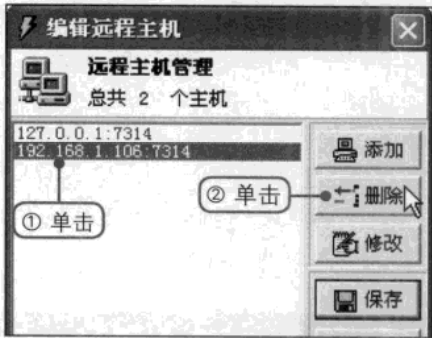 编辑远程主机
远程主机管理
总共 2 个主机
127.0.0.1:7314
192.168.1.106:7314
添加
② 单击
删除
① 单击
修改
保存